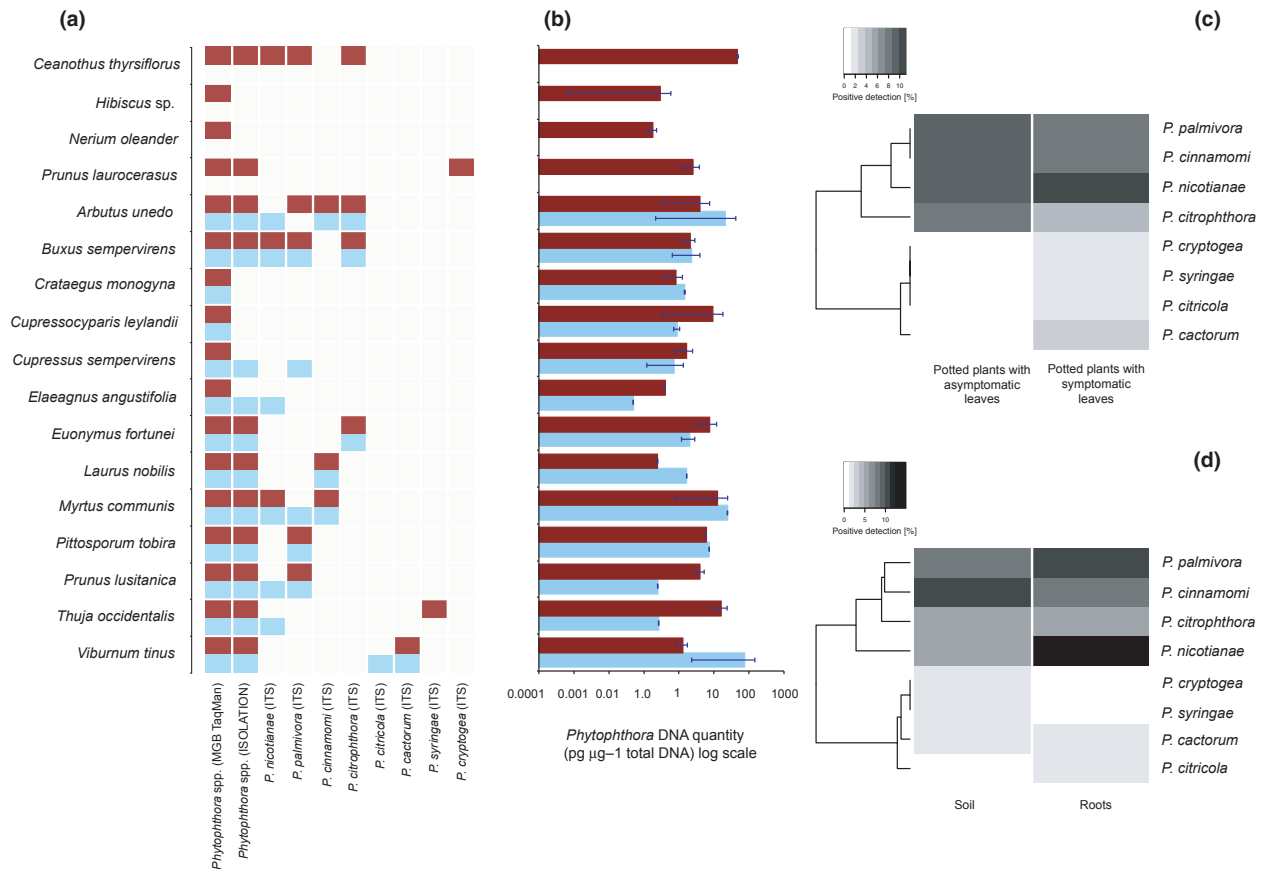 (a)
Ceanothus thyrsiflorus
Hibiscus sp.
Nerium oleander
Prunus laurocerasus
Arbutus unedo
Buxus sempervirens
Crataegus monogyna
Cupressocyparis leylandii
Cupressus sempervirens
Elaeagnus angustifolia
Euonymus fortunei
Laurus nobilis
Myrtus communis
Pittosporum tobira
Prunus lusitanica
Thuja occidentalis
Viburnum tinus
Phytophthora spp. (MGB TaqMan)
Phytophthora spp. (ISOLATION)
P. nicotianae (ITS)
P. palmivora (ITS)
P. cinnamomi (ITS)
P. citrophthora (ITS)
P. citricola (ITS)
P. cactorum (ITS)
P. syringae (ITS)
P. cryptogea (ITS)
(b)
0.0001 0.001 0.01 1.0 1 10 100 1000
Phytophthora DNA quantity
(pg µg–1 total DNA) log scale
(c)
0 2 4 6 8 10
Positive detection [%]
P. palmivora
P. cinnamomi
P. nicotianae
P. citrophthora
P. cryptogea
P. syringae
P. citricola
P. cactorum
Potted plants with
asymptomatic
leaves
Potted plants with
symptomatic
leaves
(d)
0 5 10
Positive detection [%]
P. palmivora
P. cinnamomi
P. citrophthora
P. nicotianae
P. cryptogea
P. syringae
P. cactorum
P. citricola
Soil
Roots